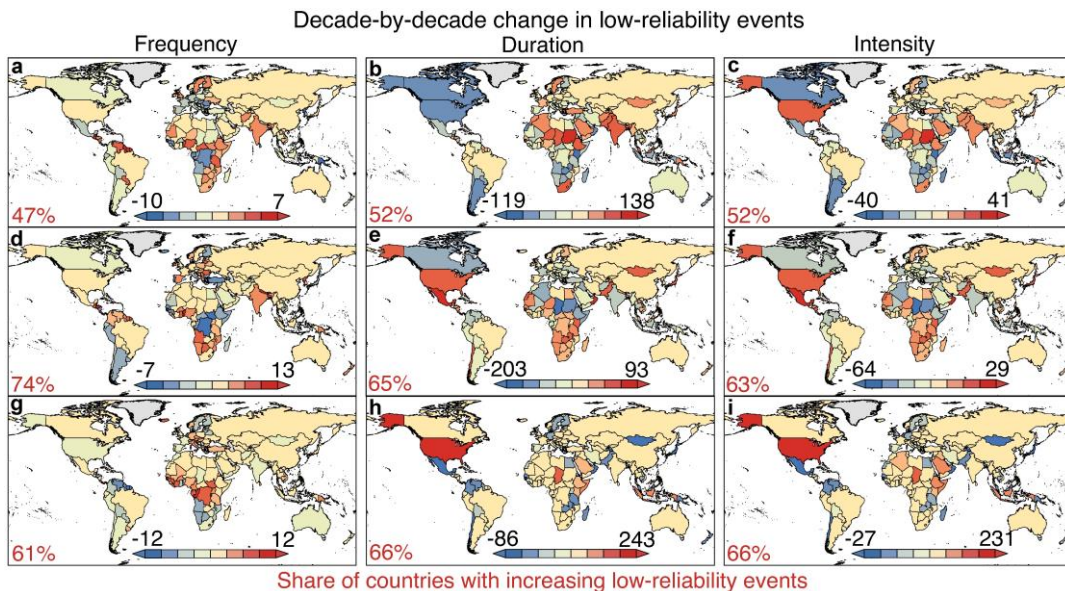 Decade-by-decade change in low-reliability events
Frequency Duration Intensity
a b c
-10 7 -119 138 -40 41
47% 52% 52%
d e f
-7 13 -203 93 -64 29
74% 65% 63%
g h i
-12 12 -86 243 -27 231
61% 66% 66%
Share of countries with increasing low-reliability events